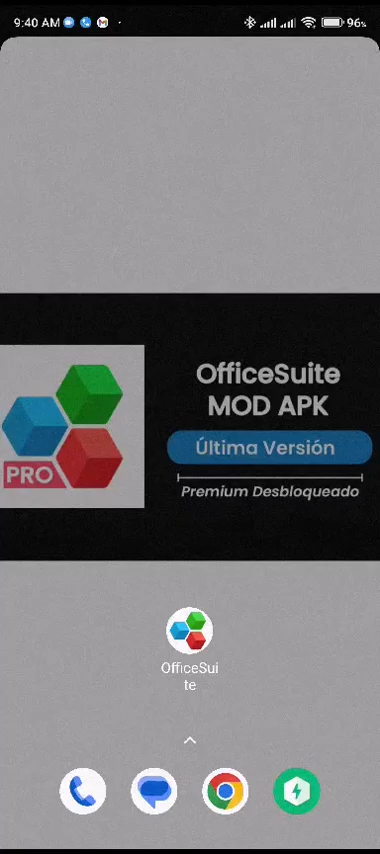 9:40 AM
96%
OfficeSuite
MOD APK
Última Versión
Premium Desbloqueado
PRO
OfficeSui
te